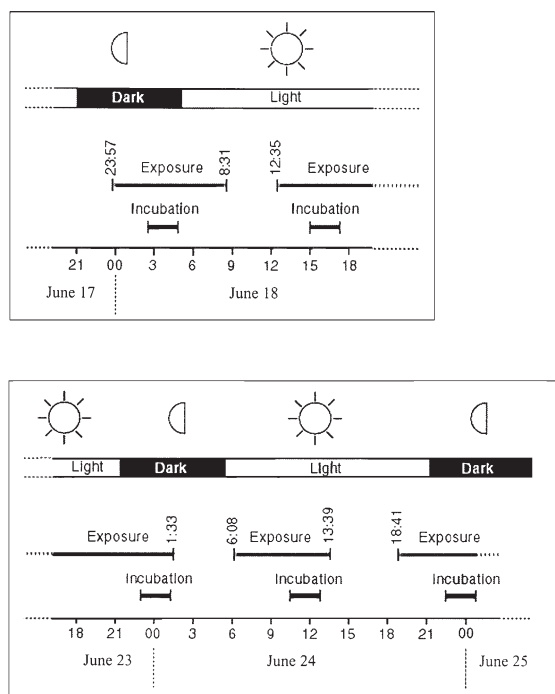 Dark Light
23:57 Exposure 8:31 12:35 Exposure
Incubation Incubation
21 00 3 6 9 12 15 18
June 17 June 18
Light Dark Light Dark
Exposure 1:33 6:08 Exposure 13:39 18:41 Exposure
Incubation Incubation Incubation
18 21 00 3 6 9 12 15 18 21 00
June 23 June 24 June 25